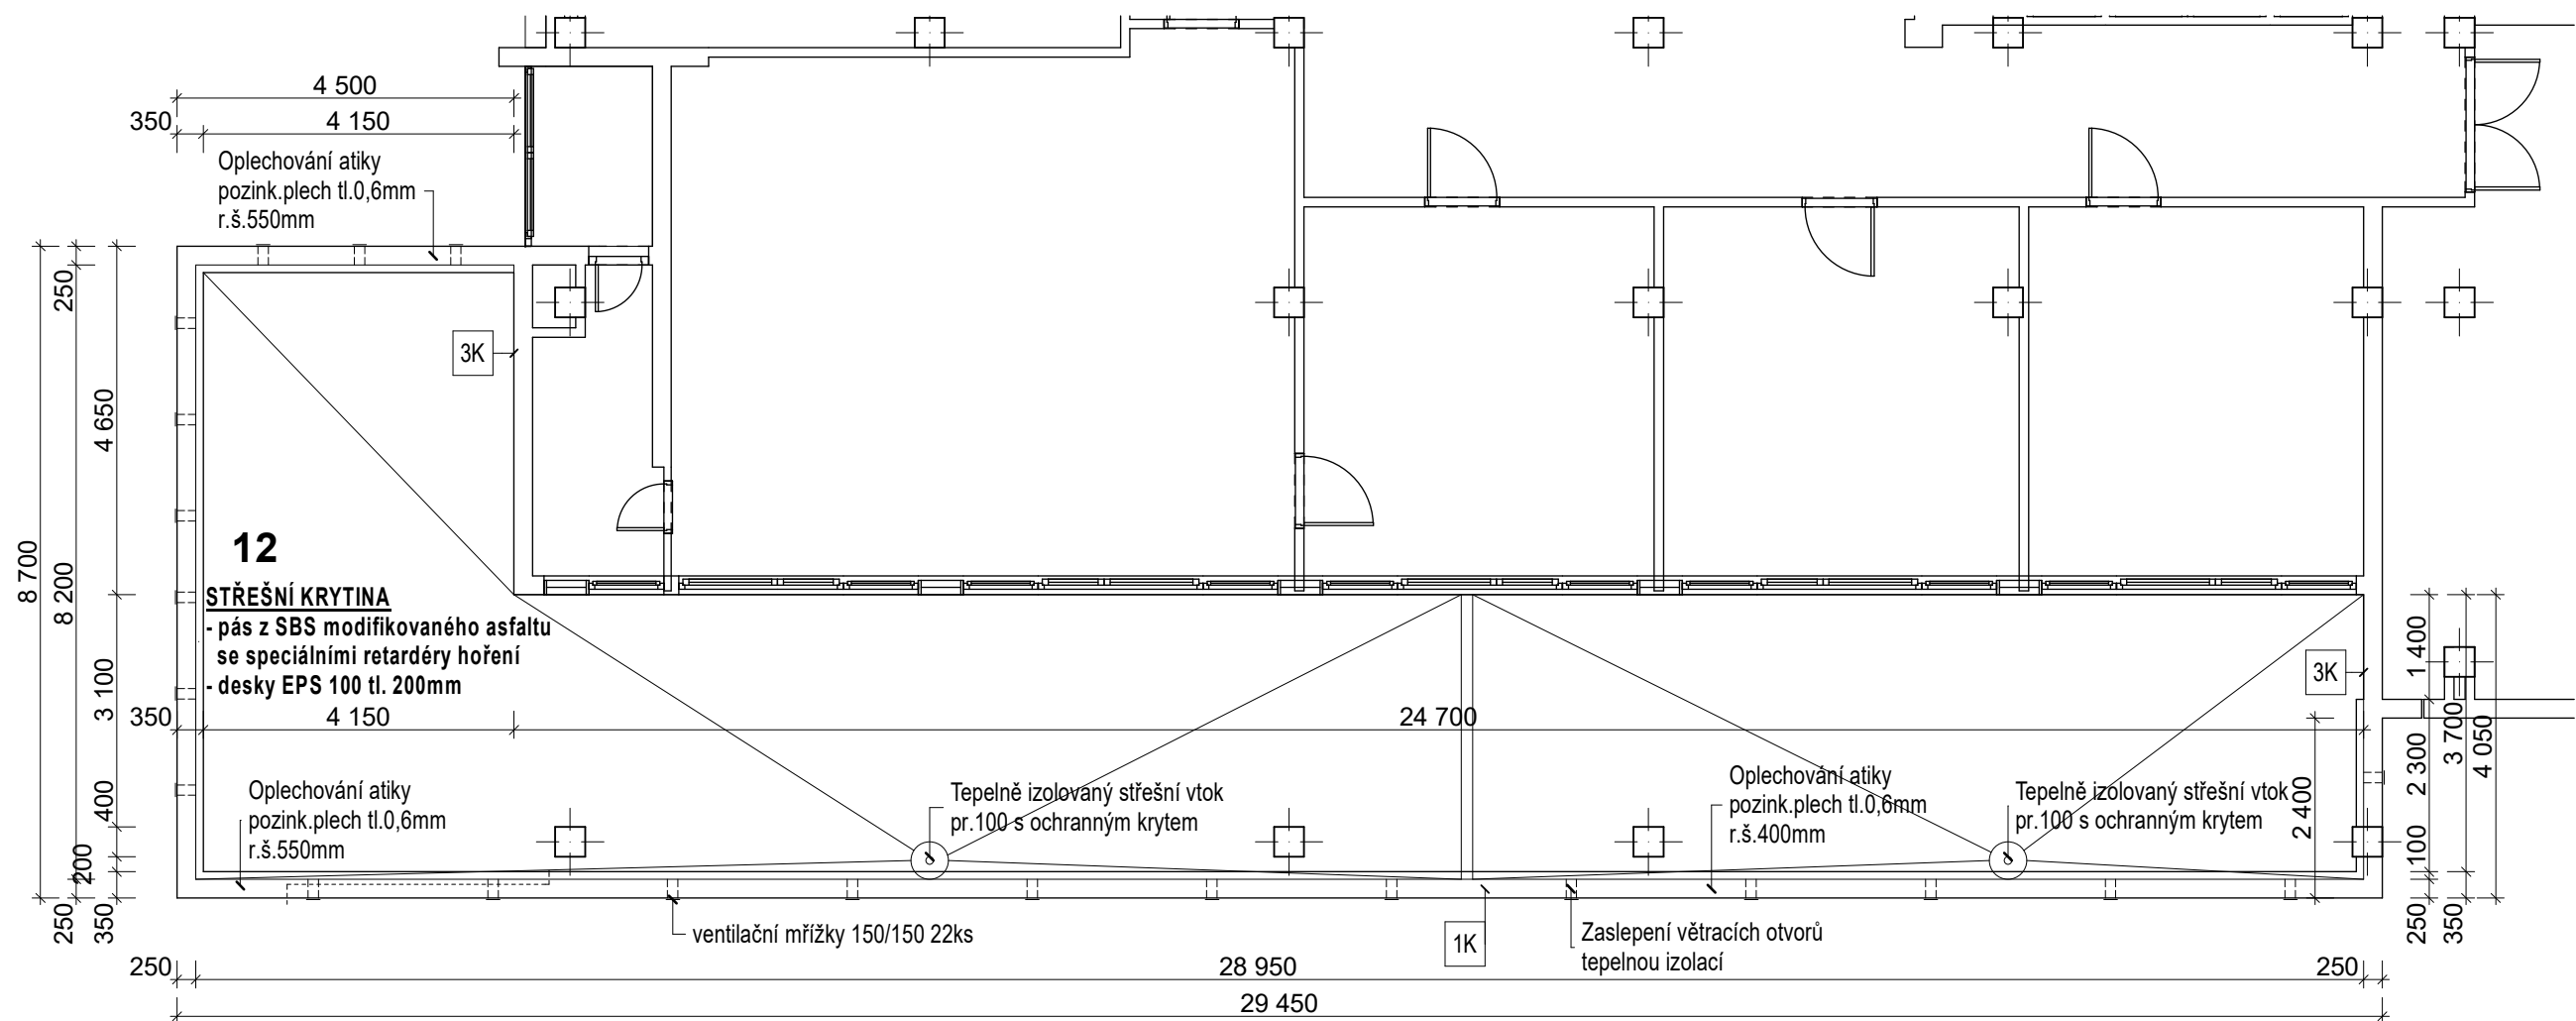 4 500
350
4 150
Oplechování atiky
pozink.plech tl.0,6mm
r.š.550mm
3K
8 700
250
8 200
4 650
3 100
400
200
250
350
12
STŘEŠNÍ KRYTINA
- pás z SBS modifikovaného asfaltu
se speciálními retardéry hoření
- desky EPS 100 tl. 200mm
350
4 150
24 700
3K
1 400
2 300
100
250
3 700
350
4 050
2 400
Oplechování atiky
pozink.plech tl.0,6mm
r.š.550mm
Tepelně izolovaný střešní vtok
pr.100 s ochranným krytem
Oplechování atiky
pozink.plech tl.0,6mm
r.š.400mm
Tepelně izolovaný střešní vtok
pr.100 s ochranným krytem
ventilační mřížky 150/150 22ks
1K
Zaslepení větracích otvorů
tepelnou izolací
250
28 950
250
29 450